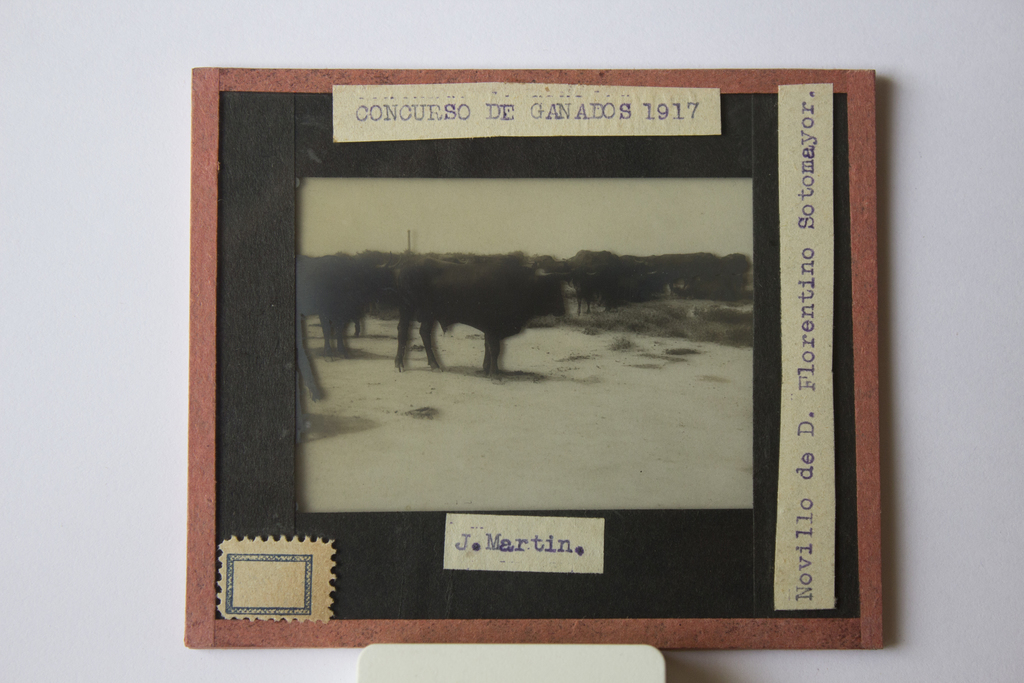 CONCURSO DE GANADOS 1917
Novillo de D. Florentino Sotomayor.
J. Martin.